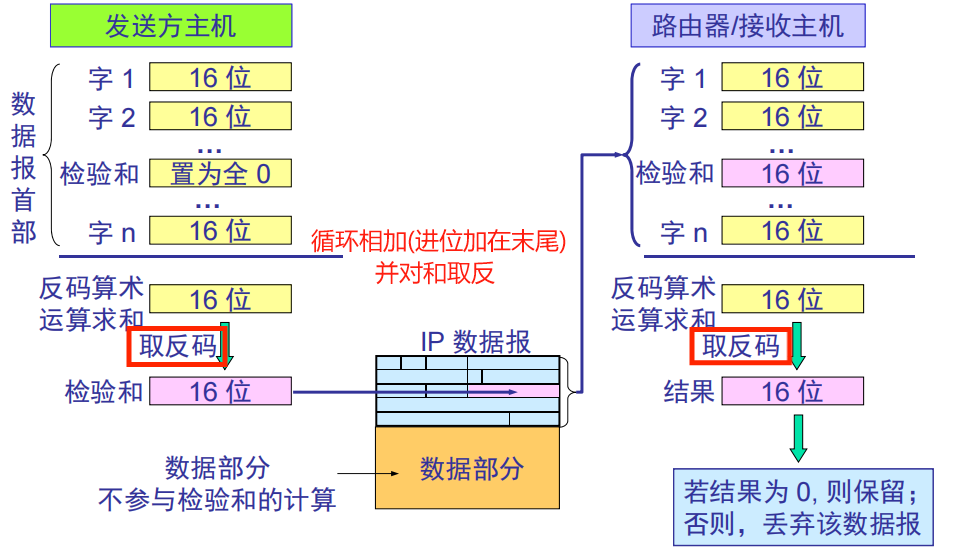 发送方主机
数据报首部
字 1
16 位
字 2
16 位
...
检验和
置为全 0
...
字 n
16 位
反码算术
运算求和
16 位
取反码
检验和
16 位
数据部分
不参与检验和的计算
循环相加(进位加在末尾)
并对和取反
IP 数据报
数据部分
路由器/接收主机
字 1
16 位
字 2
16 位
...
检验和
16 位
...
字 n
16 位
反码算术
运算求和
16 位
取反码
结果
16 位
若结果为 0, 则保留；
否则，丢弃该数据报